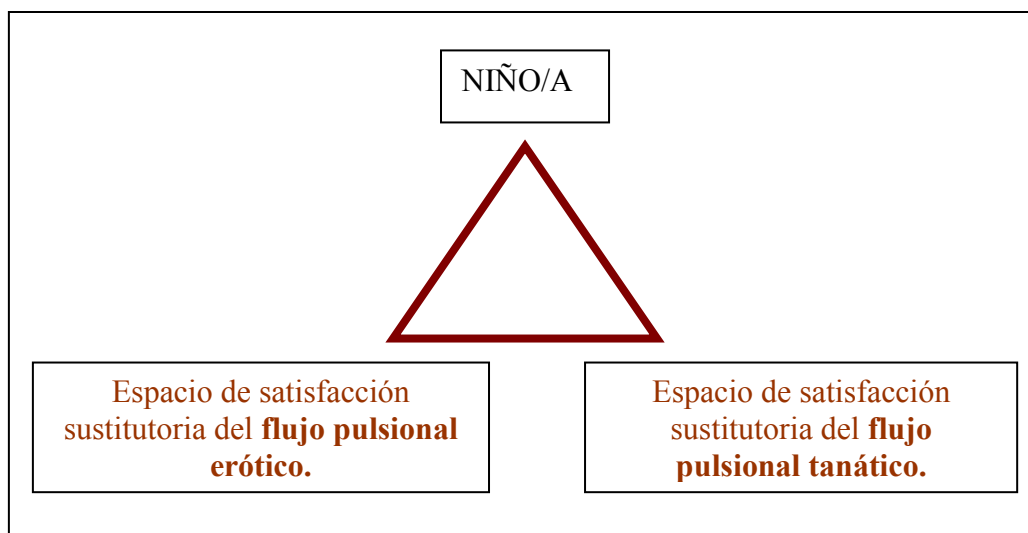 NIÑO/A
Espacio de satisfacción
sustitutoria del flujo pulsional
erótico.
Espacio de satisfacción
sustitutoria del flujo
pulsional tanático.